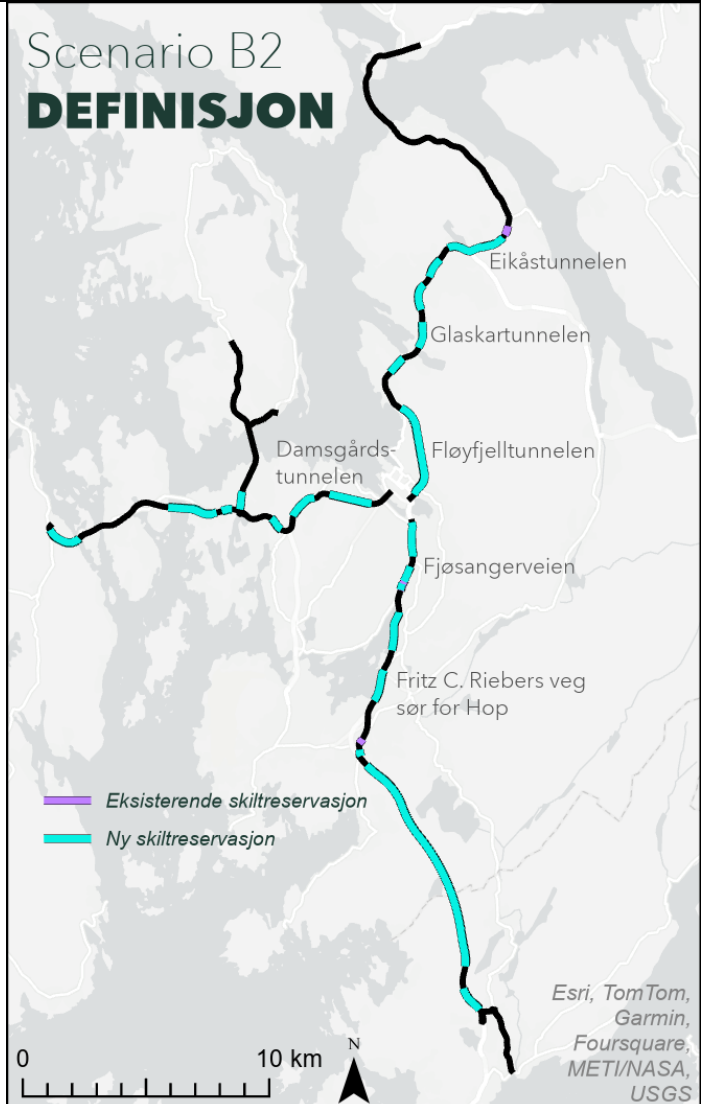 Scenario B2
DEFINISJON
Eikåstunnelen
Glaskartunnelen
Damsgårds-
tunnelen
Fløyfjelltunnelen
Fjøsangerveien
Fritz C. Riebers veg
sør for Hop
Eksisterende skiltreservasjon
Ny skiltreservasjon
Esri, TomTom,
Garmin,
Foursquare,
METI/NASA,
USGS
0
10 km
N